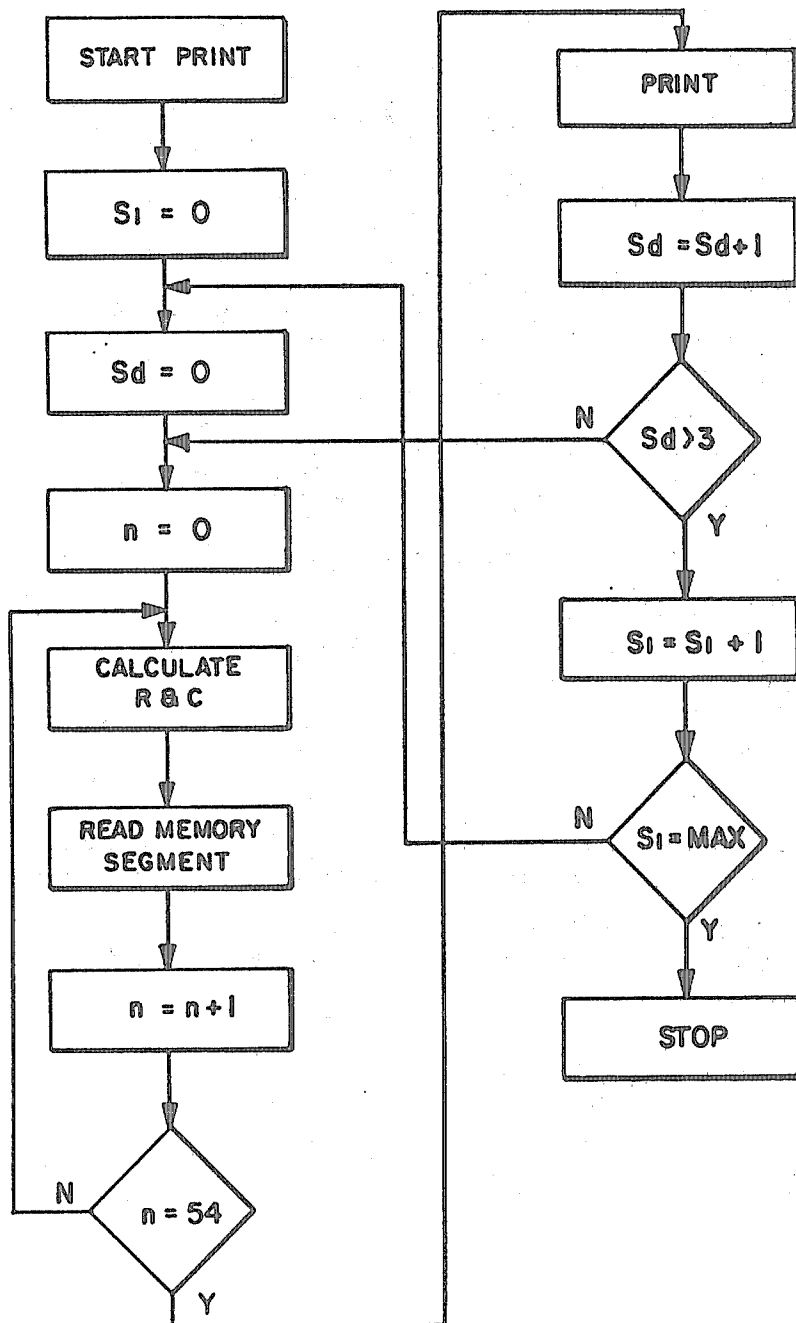 START PRINT
S1 = 0
Sd = 0
n = 0
CALCULATE
R & C
READ MEMORY
SEGMENT
n = n+1
N
n = 54
Y
PRINT
Sd = Sd+1
N
Sd>3
Y
S1 = S1 + 1
N
S1 = MAX
Y
STOP